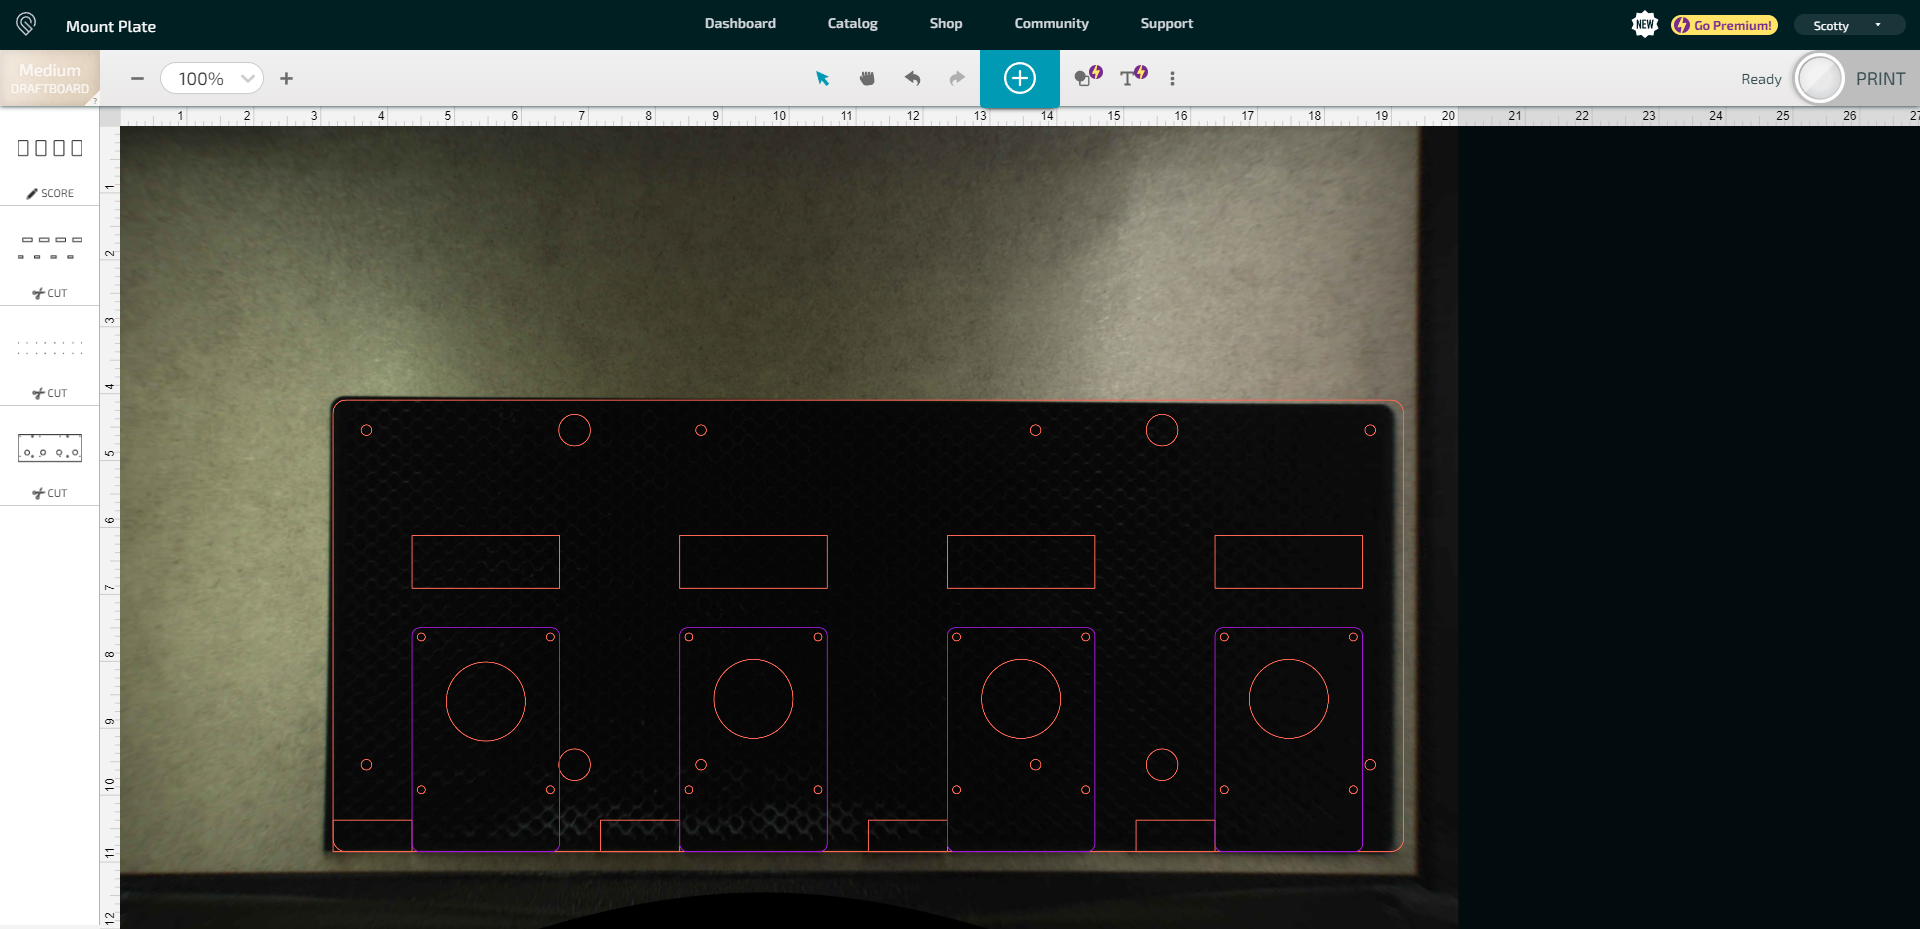 Mount Plate Dashboard Catalog Shop Community Support NEW Go Premium! Scotty
Medium
DRAFTBOARD
?
100% T Ready PRINT
1 2 3 4 5 6 7 8 9 10 11 12 13 14 15 16 17 18 19 20 21 22 23 24 25 26 27
SCORE
CUT
CUT
CUT
1
2
3
4
5
6
7
8
9
10
11
12